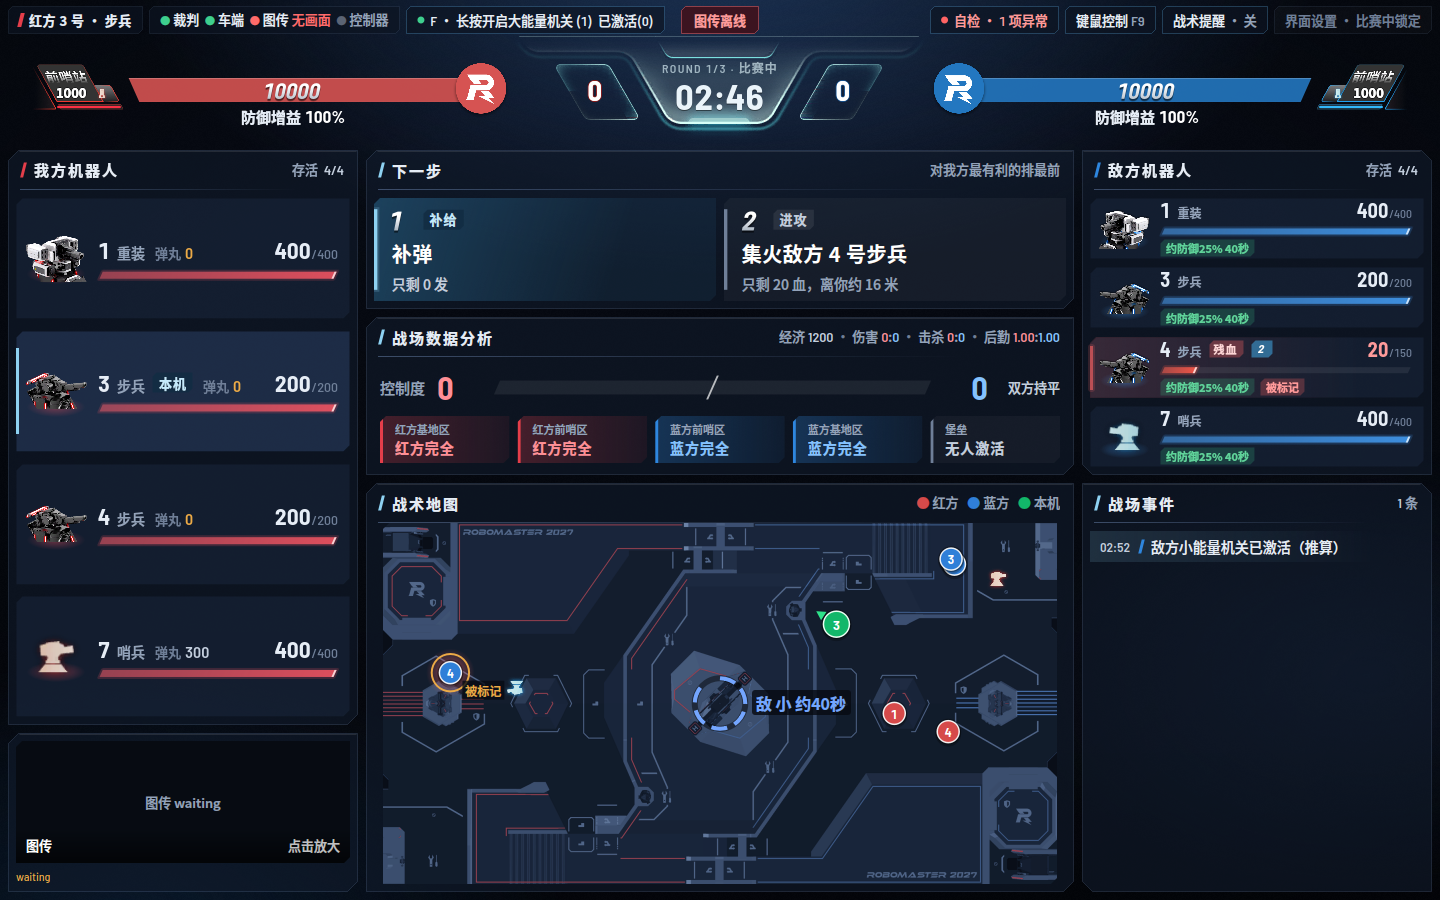 红方 3 号 · 步兵
裁判 车端 图传 无画面 控制器
F · 长按开启大能量机关 (1) 已激活(0)
图传离线
自检 · 1 项异常
键鼠控制 F9
战术提醒 · 关
界面设置 · 比赛中锁定
前哨站
1000
10000
防御增益 100%
0
ROUND 1/3 · 比赛中
02:46
0
10000
防御增益 100%
前哨站
1000
我方机器人 存活 4/4
1 重装 弹丸 0 400/400
3 步兵 本机 弹丸 0 200/200
4 步兵 弹丸 0 200/200
7 哨兵 弹丸 300 400/400
图传 waiting
图传 点击放大
waiting
下一步 对我方最有利的排最前
1 补给
补弹
只剩 0 发
2 进攻
集火敌方 4 号步兵
只剩 20 血，离你约 16 米
战场数据分析 经济 1200 · 伤害 0:0 · 击杀 0:0 · 后勤 1.00:1.00
控制度 0 0 双方持平
红方基地区
红方完全
红方前哨区
红方完全
蓝方前哨区
蓝方完全
蓝方基地区
蓝方完全
堡垒
无人激活
战术地图 红方 蓝方 本机
ROBOMASTER 2027
3
3
4
被标记
敌 小 约40秒
1
4
ROBOMASTER 2027
敌方机器人 存活 4/4
1 重装 400/400
约防御25% 40秒
3 步兵 200/200
约防御25% 40秒
4 步兵 残血 2 20/150
约防御25% 40秒 被标记
7 哨兵 400/400
约防御25% 40秒
战场事件 1 条
02:52 / 敌方小能量机关已激活（推算）